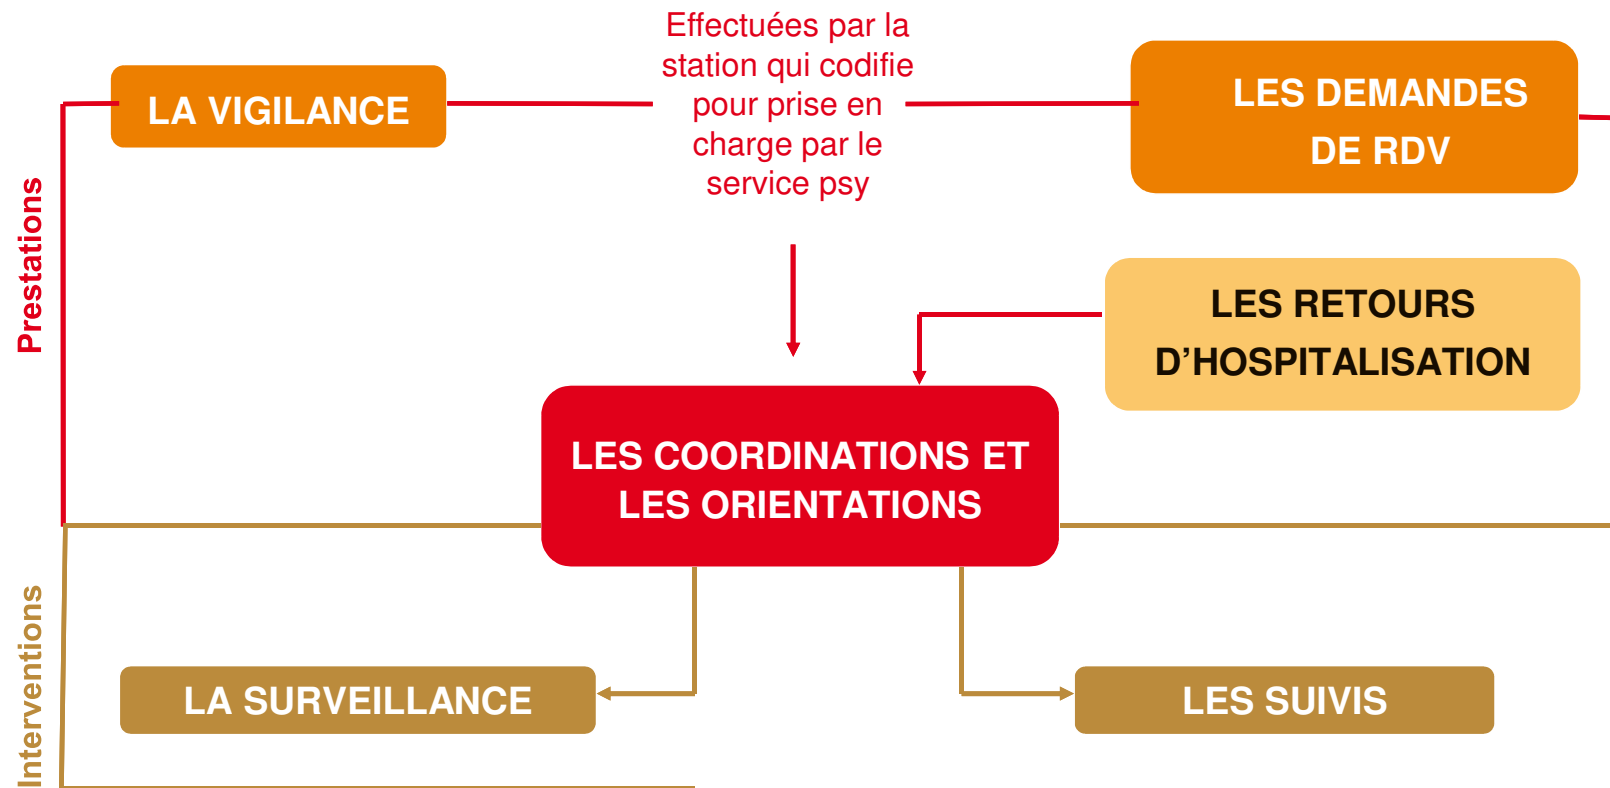 Effectuées par la
station qui codifie
pour prise en
charge par le
service psy
LA VIGILANCE
LES DEMANDES
DE RDV
Prestations
LES RETOURS
D’HOSPITALISATION
LES COORDINATIONS ET
LES ORIENTATIONS
Interventions
LA SURVEILLANCE
LES SUIVIS